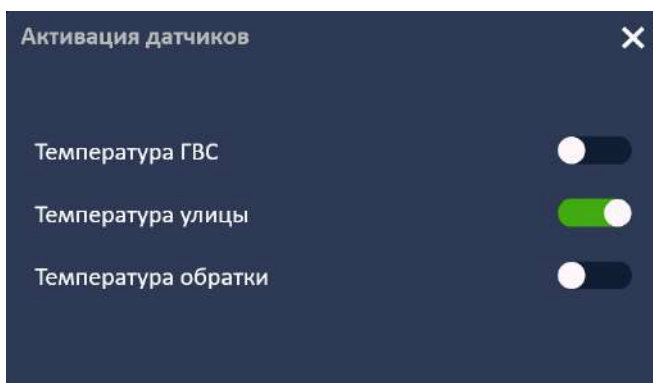 Активация датчиков
Температура ГВС
Температура улицы
Температура обратки